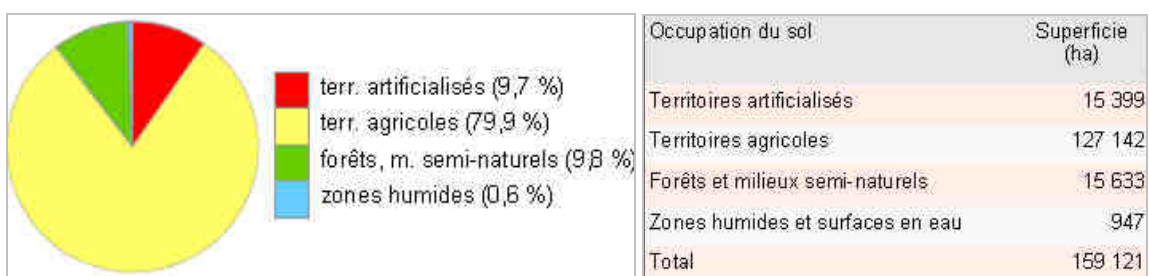 terr. artificialisés (9,7 %)
terr. agricoles (79,9 %)
forêts, m. semi-naturels (9,8 %)
zones humides (0,6 %)
Occupation du sol Superficie
(ha)
Territoires artificialisés 15 399
Territoires agricoles 127 142
Forêts et milieux semi-naturels 15 633
Zones humides et surfaces en eau 947
Total 159 121